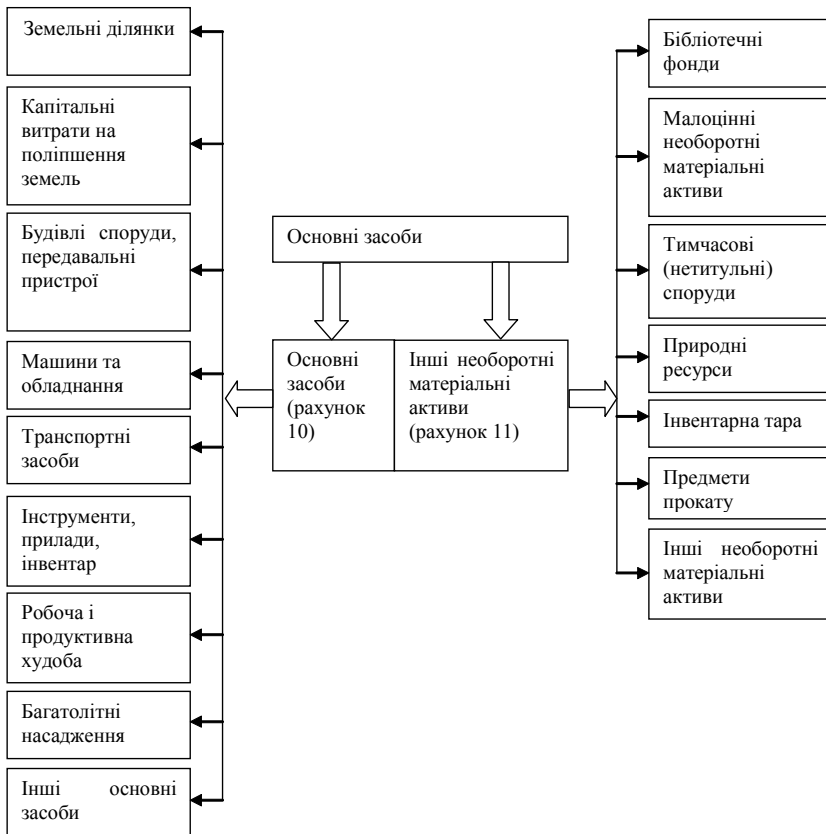 Земельні ділянки
Капітальні
витрати на
поліпшення
земель
Будівлі споруди,
передавальні
пристрої
Машини та
обладнання
Транспортні
засоби
Інструменти,
прилади,
інвентар
Робоча і
продуктивна
худоба
Багатолітні
насадження
Інші основні
засоби
Основні засоби
Основні
засоби
(рахунок
10)
Інші необоротні
матеріальні
активи
(рахунок 11)
Бібліотечні
фонди
Малоцінні
необоротні
матеріальні
активи
Тимчасові
(нетитульні)
споруди
Природні
ресурси
Інвентарна тара
Предмети
прокату
Інші необоротні
матеріальні
активи